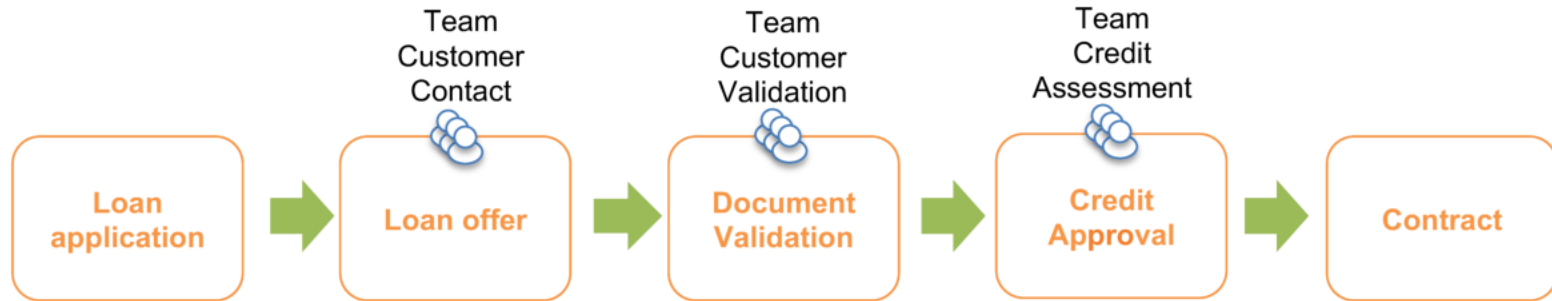 Team
Customer
Contact
Team
Customer
Validation
Team
Credit
Assessment
Loan
application
Loan offer
Document
Validation
Credit
Approval
Contract